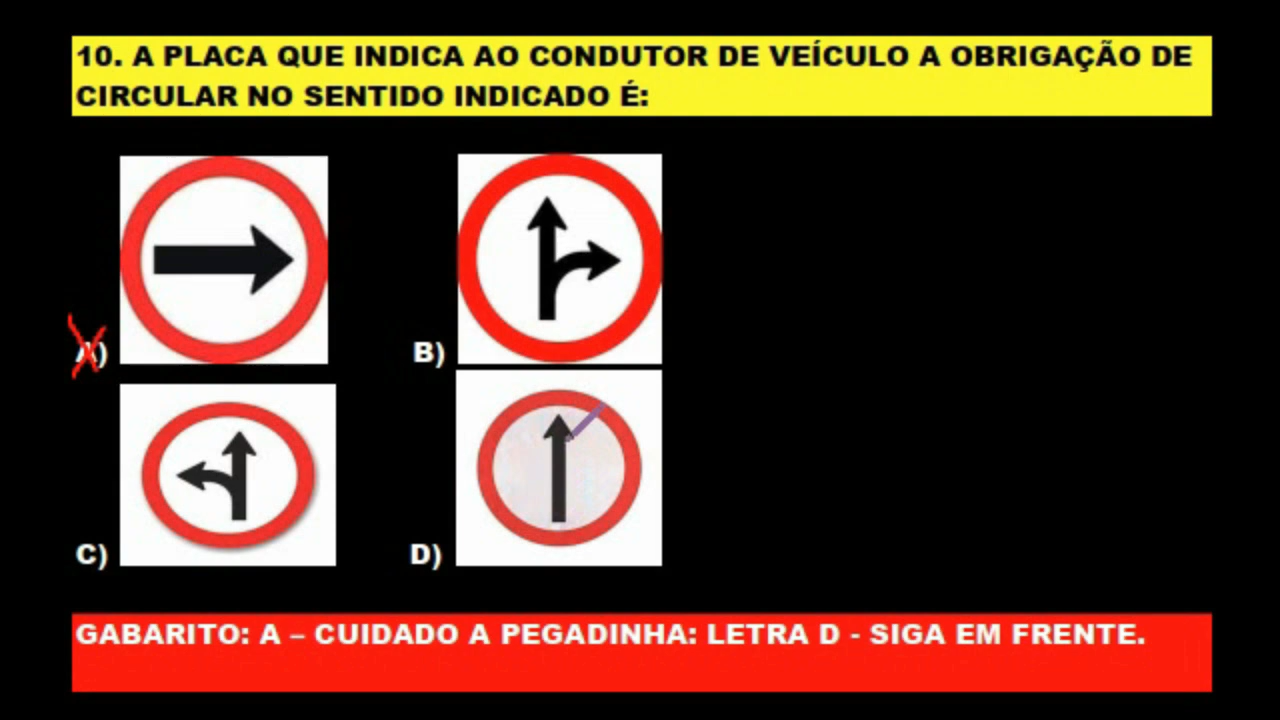 10. A PLACA QUE INDICA AO CONDUTOR DE VEÍCULO A OBRIGAÇÃO DE
CIRCULAR NO SENTIDO INDICADO É:
A)
B)
C)
D)
GABARITO: A – CUIDADO A PEGADINHA: LETRA D - SIGA EM FRENTE.